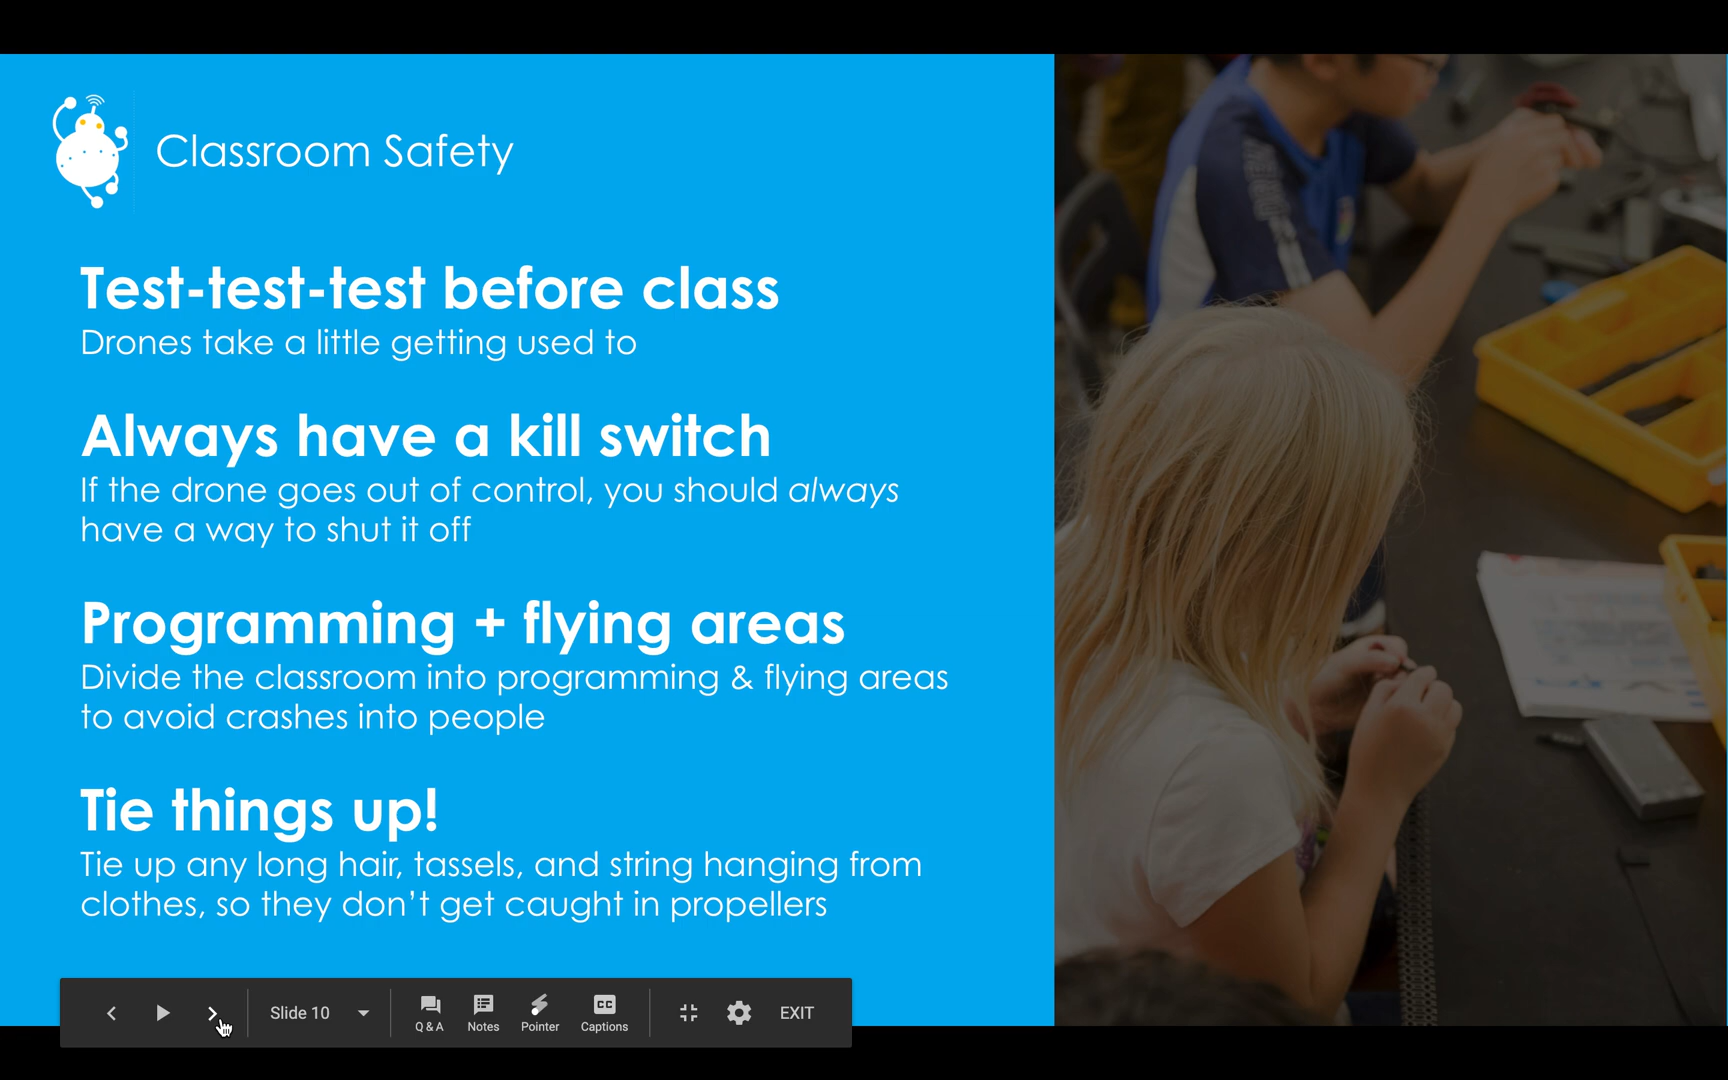 Classroom Safety
Test-test-test before class
Drones take a little getting used to
Always have a kill switch
If the drone goes out of control, you should always
have a way to shut it off
Programming + flying areas
Divide the classroom into programming & flying areas
to avoid crashes into people
Tie things up!
Tie up any long hair, tassels, and string hanging from
clothes, so they don’t get caught in propellers
Slide 10
Q & A
Notes
Pointer
CC
Captions
EXIT